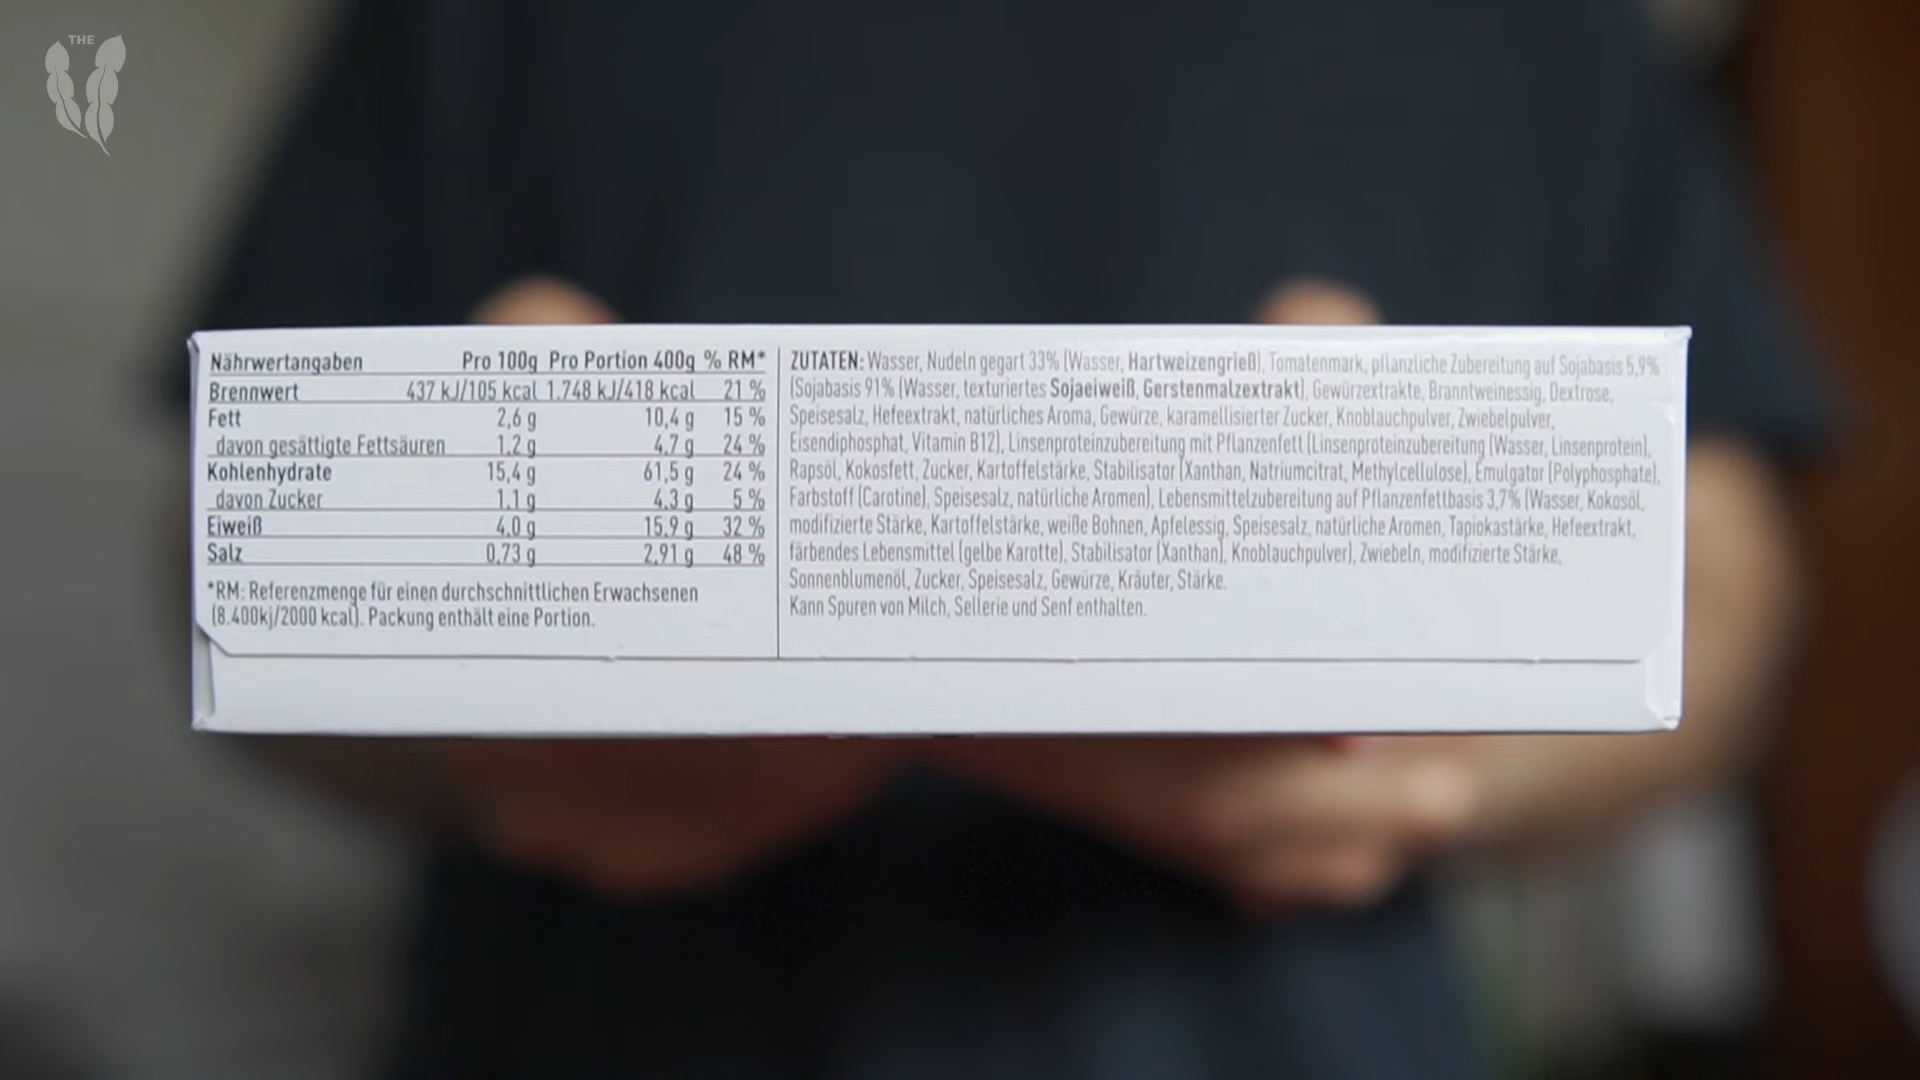 THE
Nährwertangaben Pro 100g Pro Portion 400g % RM*
Brennwert 437 kJ/105 kcal 1.748 kJ/418 kcal 21 %
Fett 2,6 g 10,4 g 15 %
davon gesättigte Fettsäuren 1,2 g 4,7 g 24 %
Kohlenhydrate 15,4 g 61,5 g 24 %
davon Zucker 1,1 g 4,3 g 5 %
Eiweiß 4,0 g 15,9 g 32 %
Salz 0,73 g 2,91 g 48 %
*RM: Referenzmenge für einen durchschnittlichen Erwachsenen
(8.400kj/2000 kcal). Packung enthält eine Portion.
ZUTATEN: Wasser, Nudeln gegart 33% (Wasser, Hartweizengrieß), Tomatenmark, pflanzliche Zubereitung auf Sojabasis 5,9%
(Sojabasis 91% (Wasser, texturiertes Sojaeiweiß, Gerstenmalzextrakt), Gewürzextrakte, Branntweinessig, Dextrose,
Speisesalz, Hefeextrakt, natürliches Aroma, Gewürze, karamellisierter Zucker, Knoblauchpulver, Zwiebelpulver,
Eisendiphosphat, Vitamin B12), Linsenproteinzubereitung mit Pflanzenfett (Linsenproteinzubereitung (Wasser, Linsenprotein),
Rapsöl, Kokosfett, Zucker, Kartoffelstärke, Stabilisator (Xanthan, Natriumcitrat, Methylcellulose), Emulgator (Polyphosphate),
Farbstoff (Carotine), Speisesalz, natürliche Aromen), Lebensmittelzubereitung auf Pflanzenfettbasis 3,7% (Wasser, Kokosöl,
modifizierte Stärke, Kartoffelstärke, weiße Bohnen, Apfelessig, Speisesalz, natürliche Aromen, Tapiokastärke, Hefeextrakt,
färbendes Lebensmittel (gelbe Karotte), Stabilisator (Xanthan), Knoblauchpulver), Zwiebeln, modifizierte Stärke,
Sonnenblumenöl, Zucker, Speisesalz, Gewürze, Kräuter, Stärke.
Kann Spuren von Milch, Sellerie und Senf enthalten.